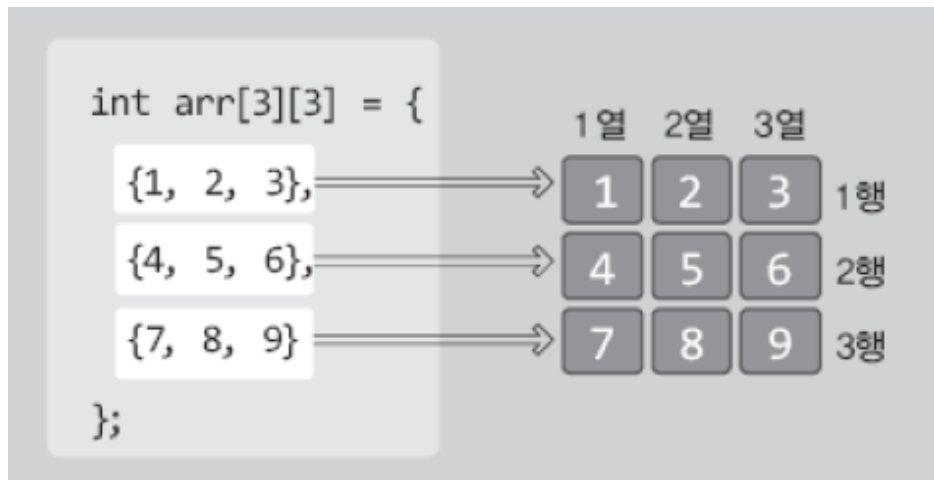 int arr[3][3] = {
1열 2열 3열
{1, 2, 3}, 1 2 3 1행
{4, 5, 6}, 4 5 6 2행
{7, 8, 9} 7 8 9 3행
};